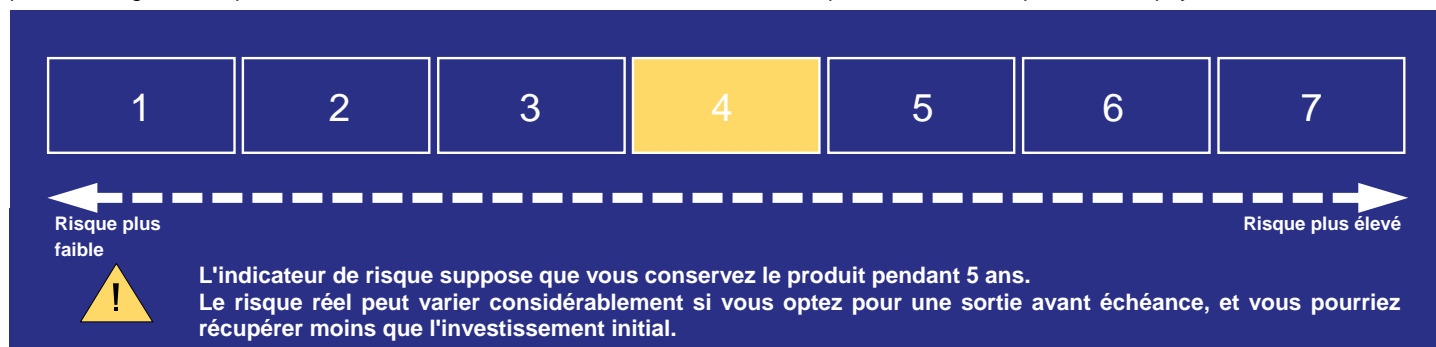 1 2 3 4 5 6 7
Risque plus
faible
Risque plus élevé
!
L'indicateur de risque suppose que vous conservez le produit pendant 5 ans.
Le risque réel peut varier considérablement si vous optez pour une sortie avant échéance, et vous pourriez
récupérer moins que l'investissement initial.